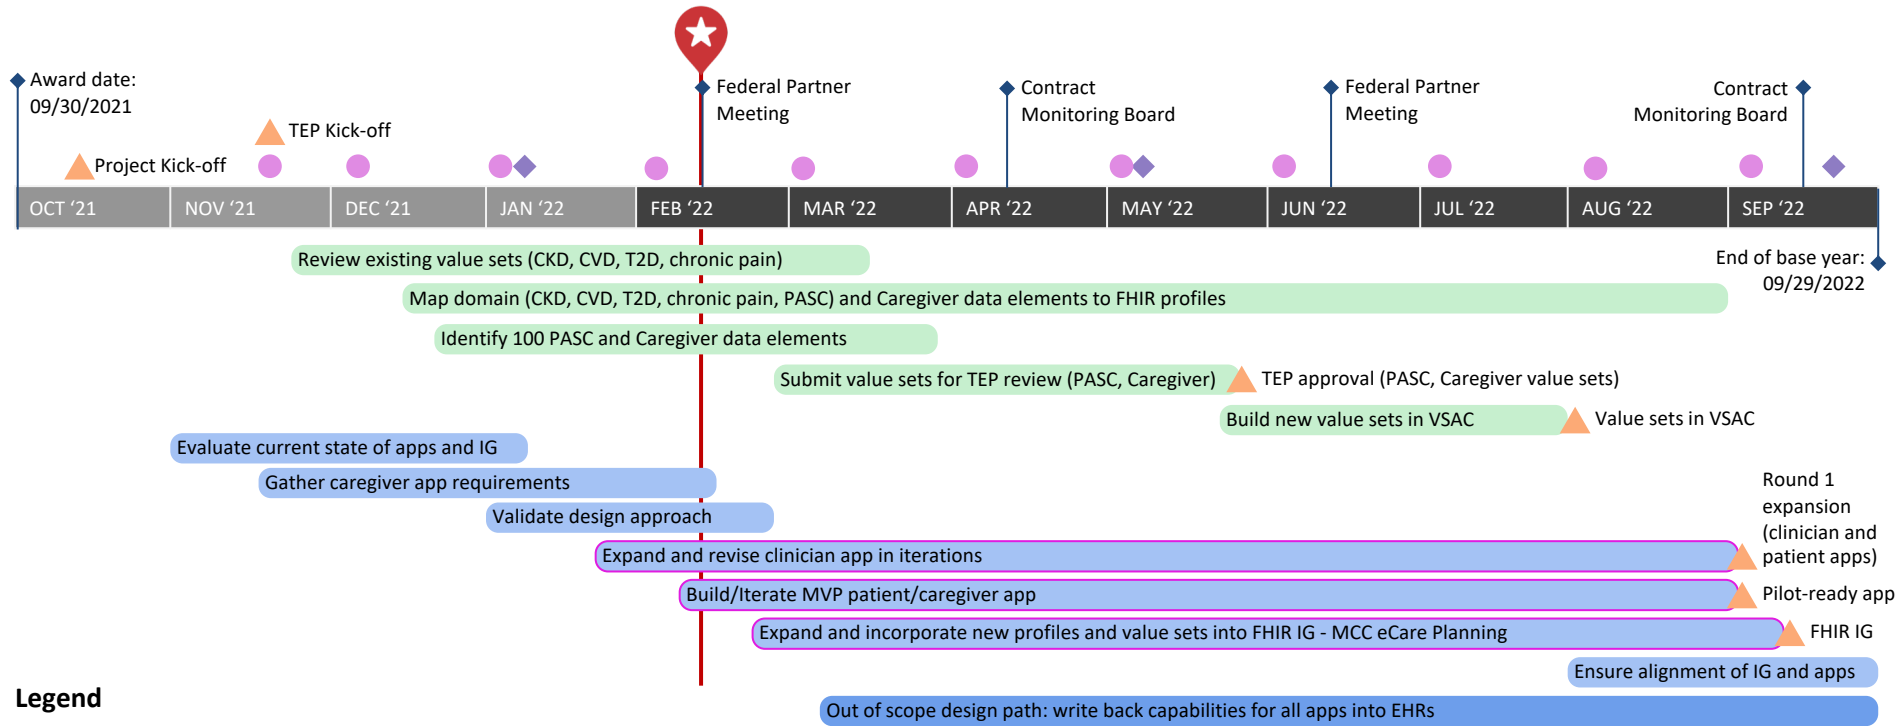 Award date:
09/30/2021
Federal Partner
Meeting
Contract
Monitoring Board
Federal Partner
Meeting
Contract
Monitoring Board
TEP Kick-off
Project Kick-off
OCT ‘21
NOV ‘21
DEC ‘21
JAN ‘22
FEB ‘22
MAR ‘22
APR ‘22
MAY ‘22
JUN ‘22
JUL ‘22
AUG ‘22
SEP ‘22
Review existing value sets (CKD, CVD, T2D, chronic pain)
End of base year:
09/29/2022
Map domain (CKD, CVD, T2D, chronic pain, PASC) and Caregiver data elements to FHIR profiles
Identify 100 PASC and Caregiver data elements
Submit value sets for TEP review (PASC, Caregiver)
TEP approval (PASC, Caregiver value sets)
Build new value sets in VSAC
Value sets in VSAC
Evaluate current state of apps and IG
Gather caregiver app requirements
Validate design approach
Expand and revise clinician app in iterations
Round 1
expansion
(clinician and
patient apps)
Build/Iterate MVP patient/caregiver app
Pilot-ready app
Expand and incorporate new profiles and value sets into FHIR IG - MCC eCare Planning
FHIR IG
Ensure alignment of IG and apps
Legend
Out of scope design path: write back capabilities for all apps into EHRs